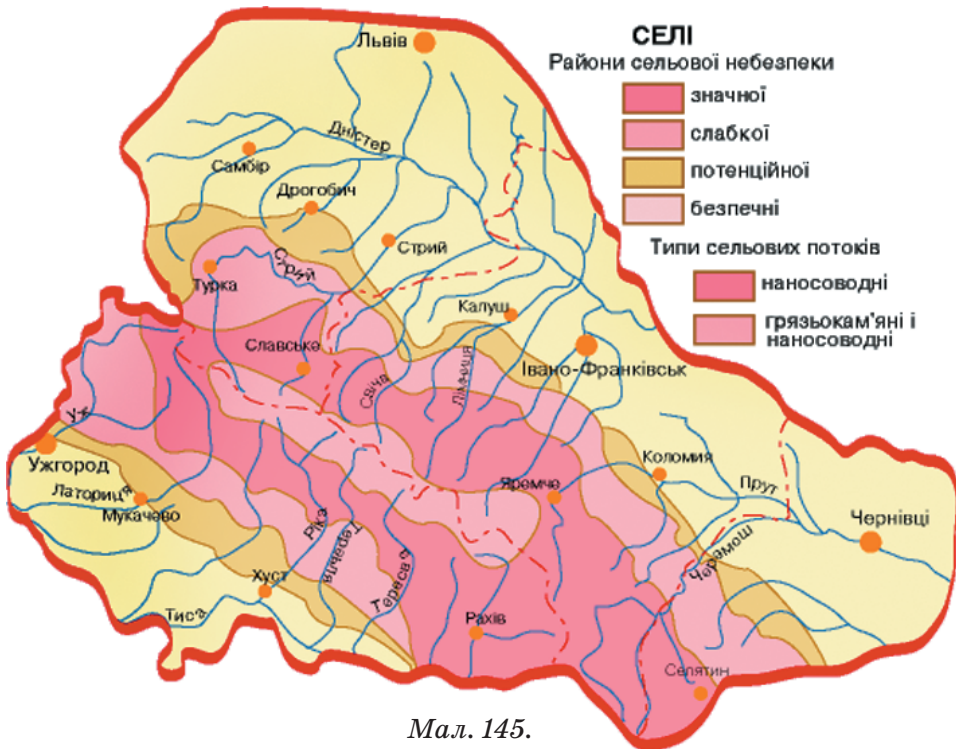 СЕЛІ
Райони сельової небезпеки
значної
слабкої
потенційної
безпечні
Типи сельових потоків
наносоводні
грязьокам'яні і
наносоводні
Львів
Дністер
Самбір
Дрогобич
Стрий
Стрий
Турка
Калуш
Славське
Свіча
Лімниця
Івано-Франківськ
Уж
Ужгород
Латориця
Мукачево
Коломия
Яремче
Прут
Чернівці
Ріка
Теребля
Тересва
Черемош
Хуст
Тиса
Рахів
Селятин
Мал. 145.